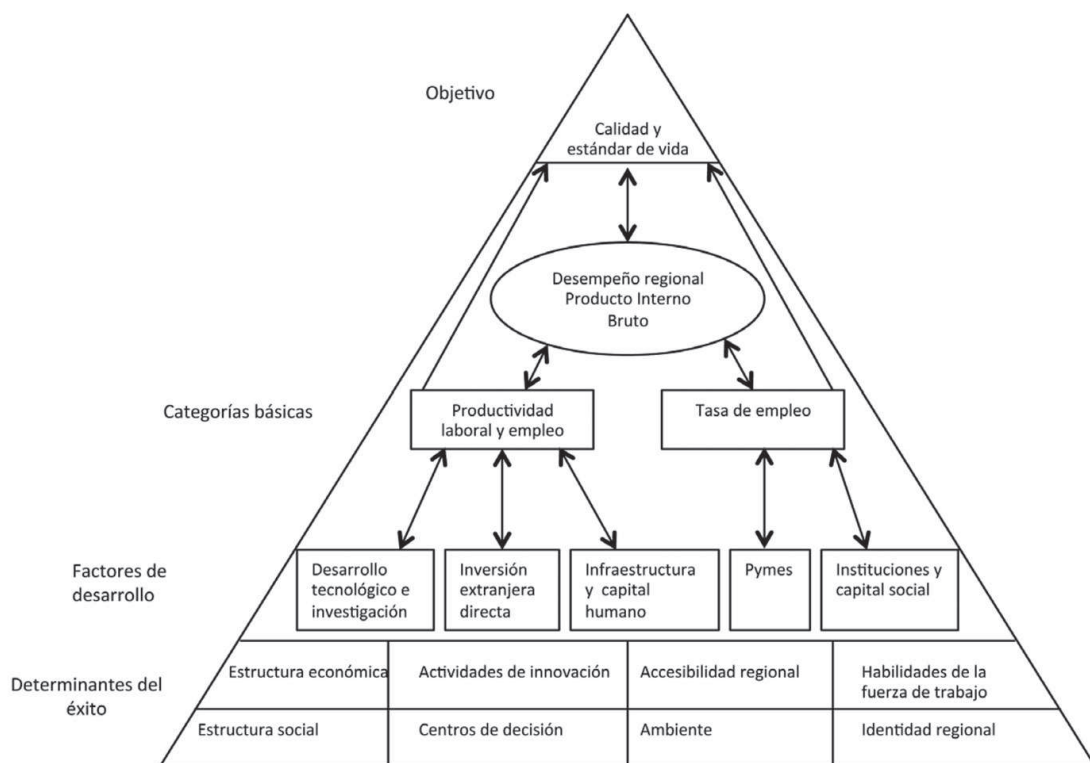 Objetivo
Calidad y
estándar de vida
Desempeño regional
Producto Interno
Bruto
Categorías básicas
Productividad
laboral y empleo
Tasa de empleo
Factores de
desarrollo
Desarrollo
tecnológico e
investigación
Inversión
extranjera
directa
Infraestructura
y capital
humano
Pymes
Instituciones y
capital social
Determinantes del
éxito
Estructura económica
Actividades de innovación
Accesibilidad regional
Habilidades de la
fuerza de trabajo
Estructura social
Centros de decisión
Ambiente
Identidad regional